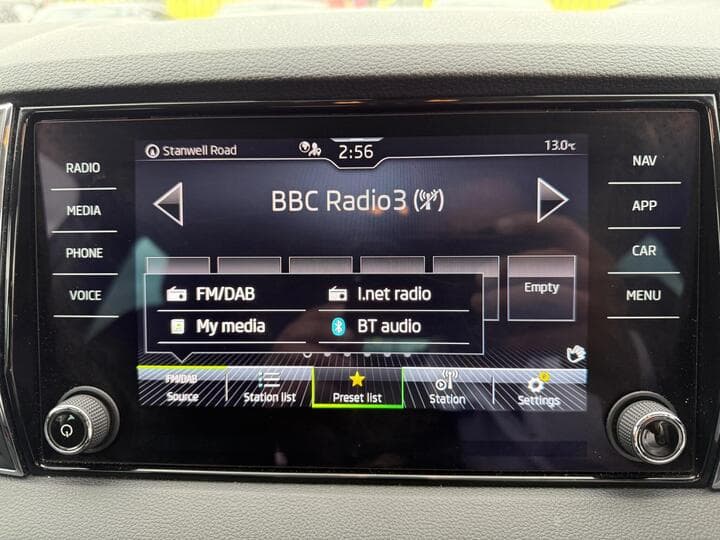 Stanwell Road 2:56 13.0°c
RADIO
MEDIA
PHONE
VOICE
BBC Radio3
Empty
FM/DAB I.net radio
My media BT audio
FM/DAB
Source Station list Preset list Station Settings
NAV
APP
CAR
MENU